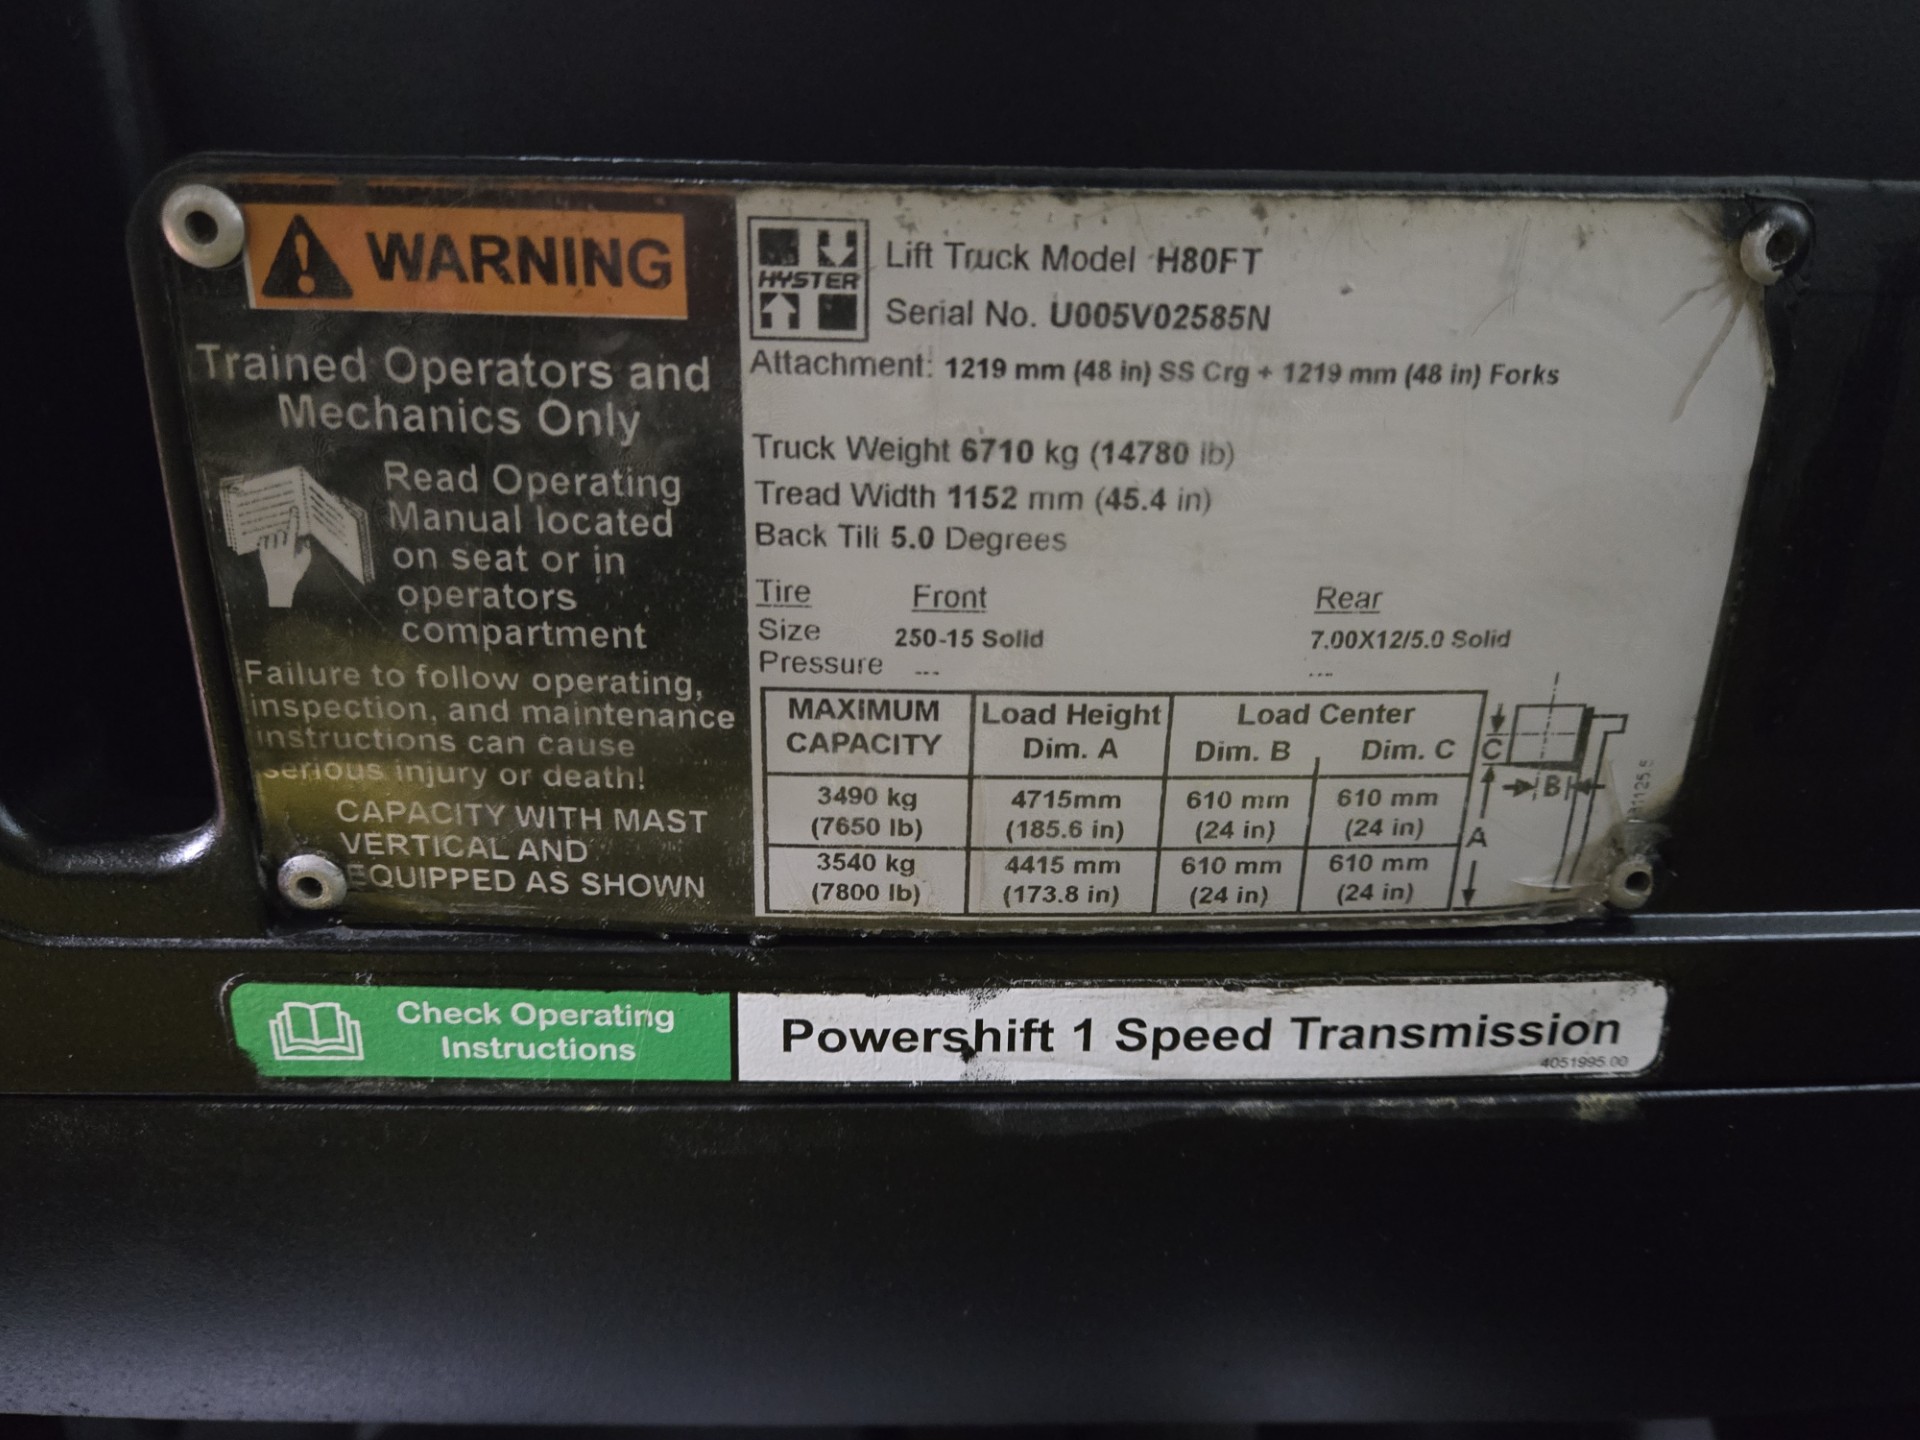 WARNING
Trained Operators and
Mechanics Only
Read Operating
Manual located
on seat or in
operators
compartment
Failure to follow operating,
inspection, and maintenance
instructions can cause
serious injury or death!
CAPACITY WITH MAST
VERTICAL AND
EQUIPPED AS SHOWN
HYSTER
Lift Truck Model H80FT
Serial No. U005V02585N
Attachment: 1219 mm (48 in) SS Crg + 1219 mm (48 in) Forks
Truck Weight 6710 kg (14780 lb)
Tread Width 1152 mm (45.4 in)
Back Tilt 5.0 Degrees
Tire Front Rear
Size 250-15 Solid 7.00X12/5.0 Solid
Pressure --- ---
MAXIMUM Load Height Load Center
CAPACITY Dim. A Dim. B Dim. C
3490 kg 4715mm 610 mm 610 mm
(7650 lb) (185.6 in) (24 in) (24 in)
3540 kg 4415 mm 610 mm 610 mm
(7800 lb) (173.8 in) (24 in) (24 in)
C
B
A
Check Operating
Instructions
Powershift 1 Speed Transmission
4051995.00